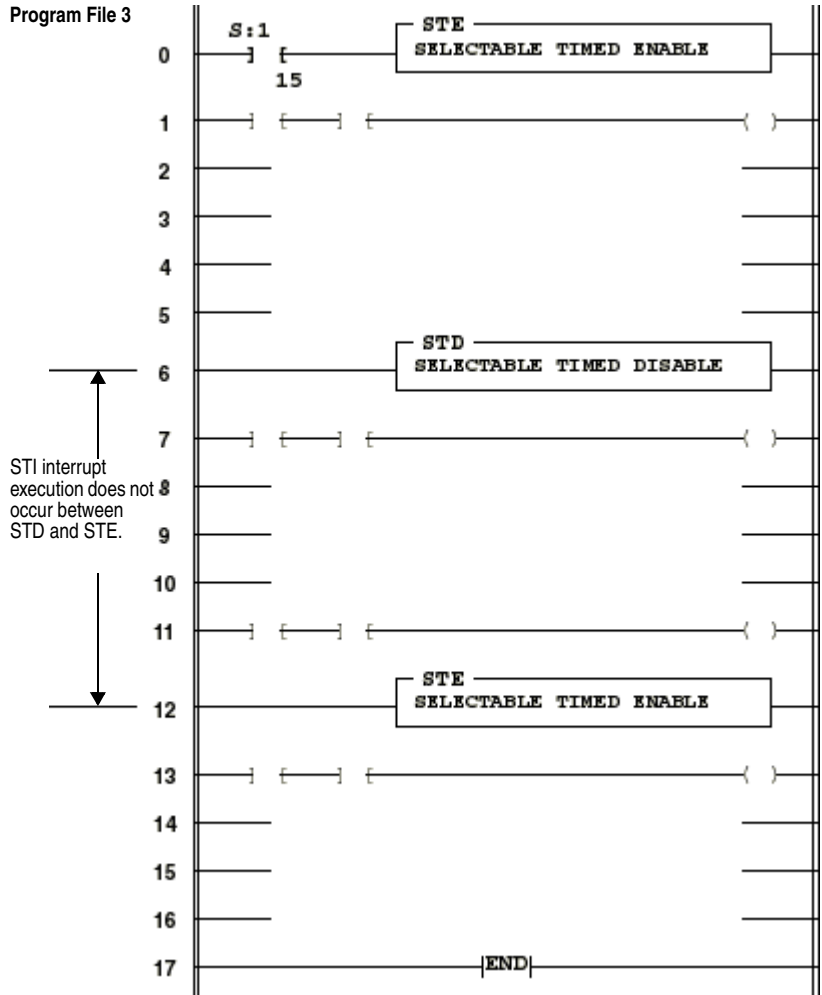 Program File 3
S:1
STE
0
] [
SELECTABLE TIMED ENABLE
15
1
] [ ] [ ( )
2
3
4
5
STD
6
SELECTABLE TIMED DISABLE
7
] [ ] [ ( )
STI interrupt
execution does not
occur between
STD and STE.
8
9
10
11
] [ ] [ ( )
STE
12
SELECTABLE TIMED ENABLE
13
] [ ] [ ( )
14
15
16
17
END